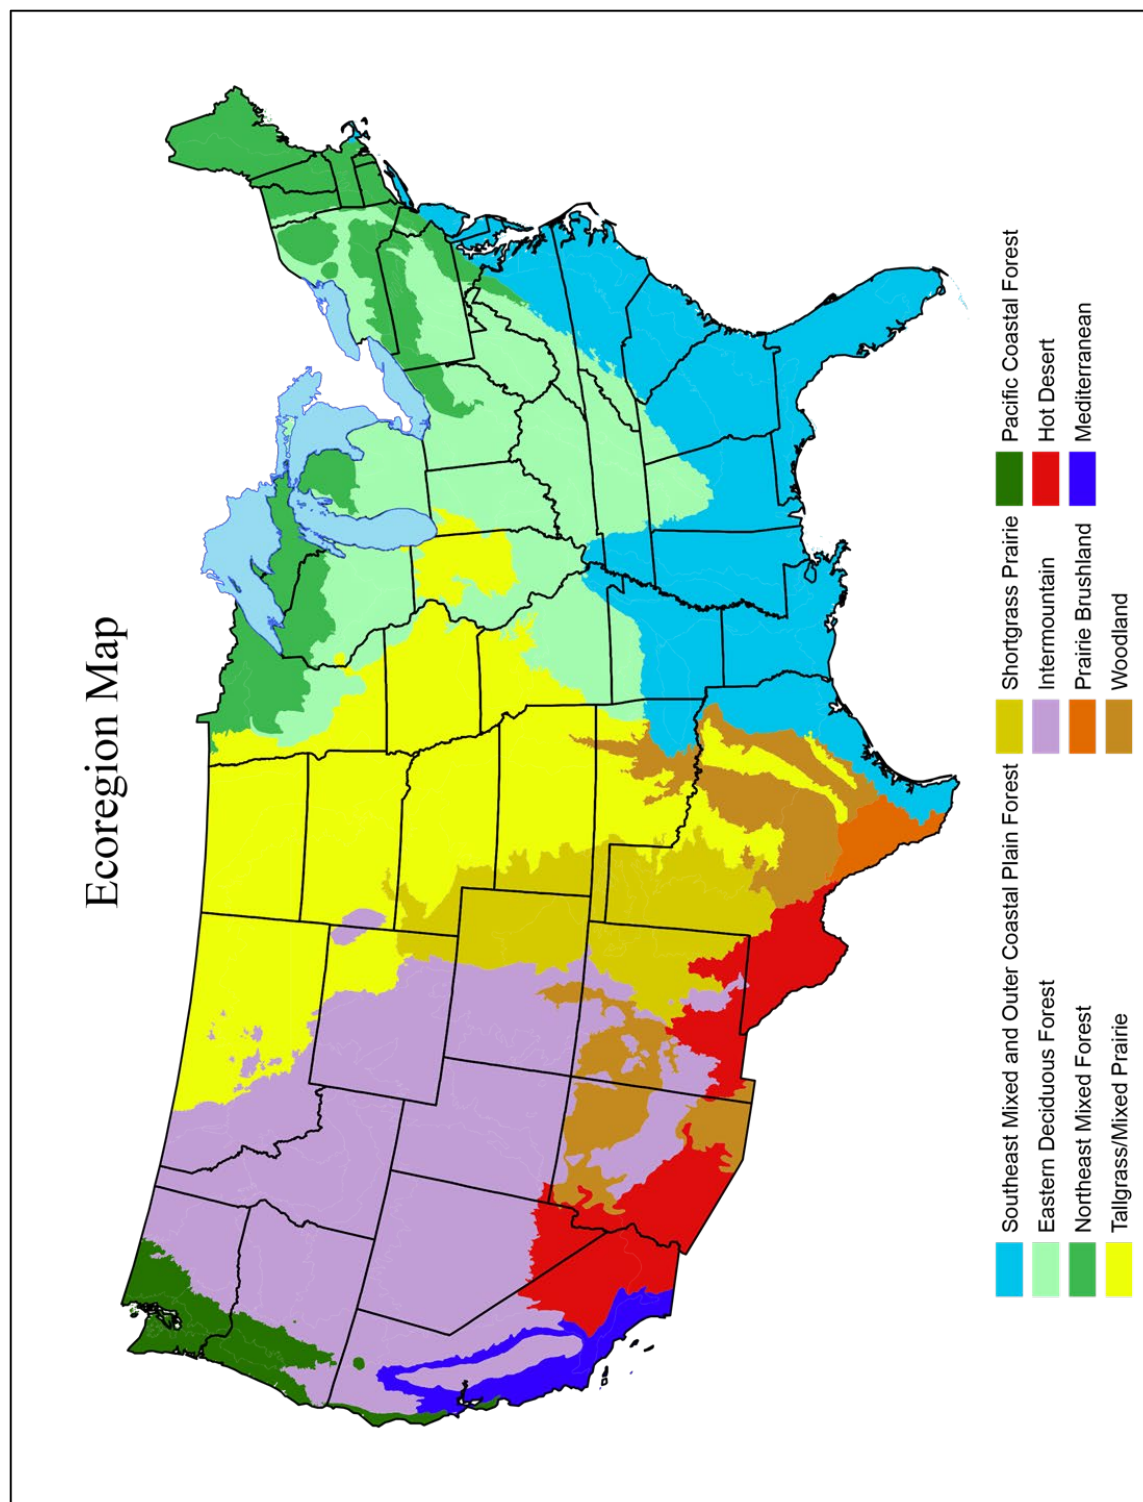 Ecoregion Map
Southeast Mixed and Outer Coastal Plain Forest
Eastern Deciduous Forest
Northeast Mixed Forest
Tallgrass/Mixed Prairie
Shortgrass Prairie
Intermountain
Prairie Brushland
Woodland
Pacific Coastal Forest
Hot Desert
Mediterranean